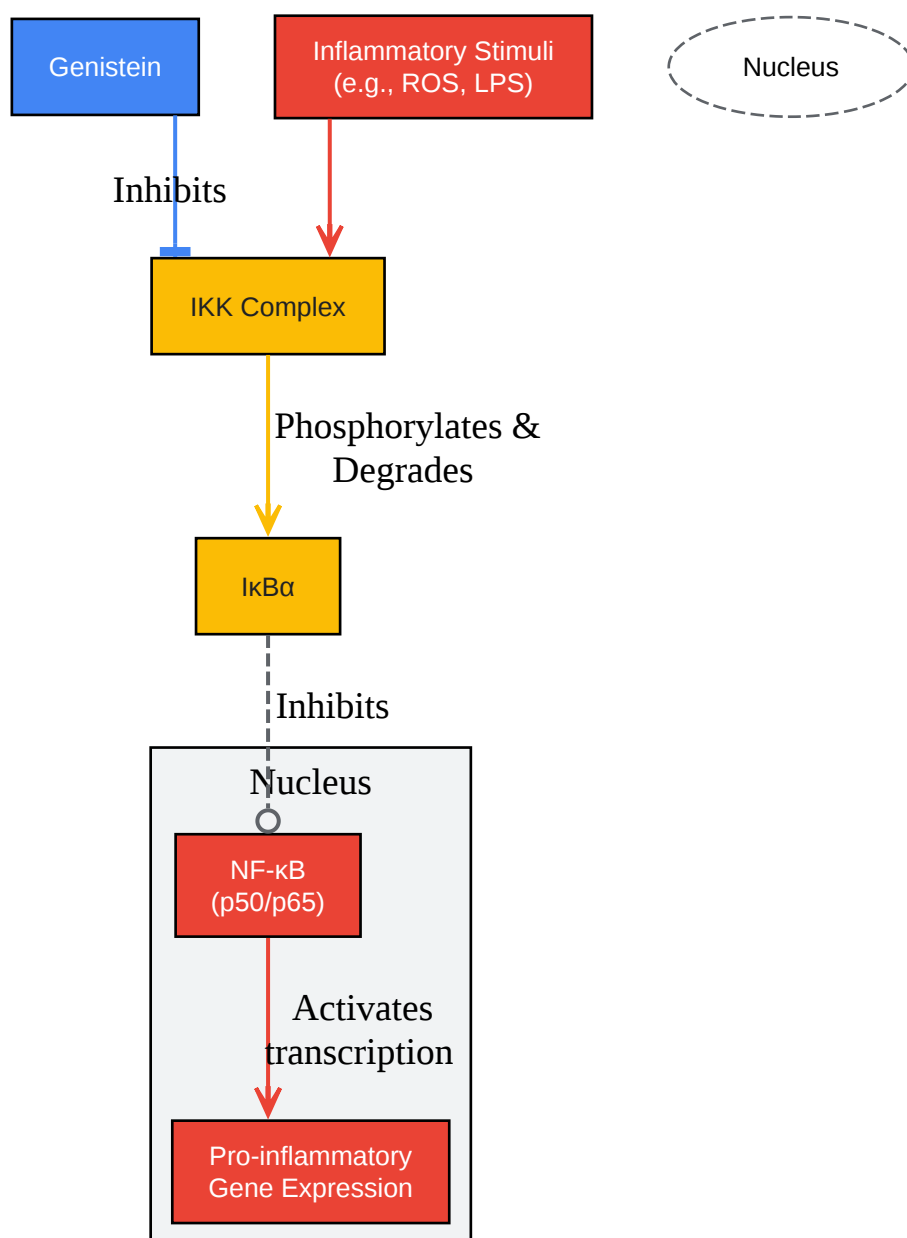 Genistein
Inflammatory Stimuli
(e.g., ROS, LPS)
Nucleus
Inhibits
IKK Complex
Phosphorylates &
Degrades
IκBα
Inhibits
Nucleus
NF-κB
(p50/p65)
Activates
transcription
Pro-inflammatory
Gene Expression